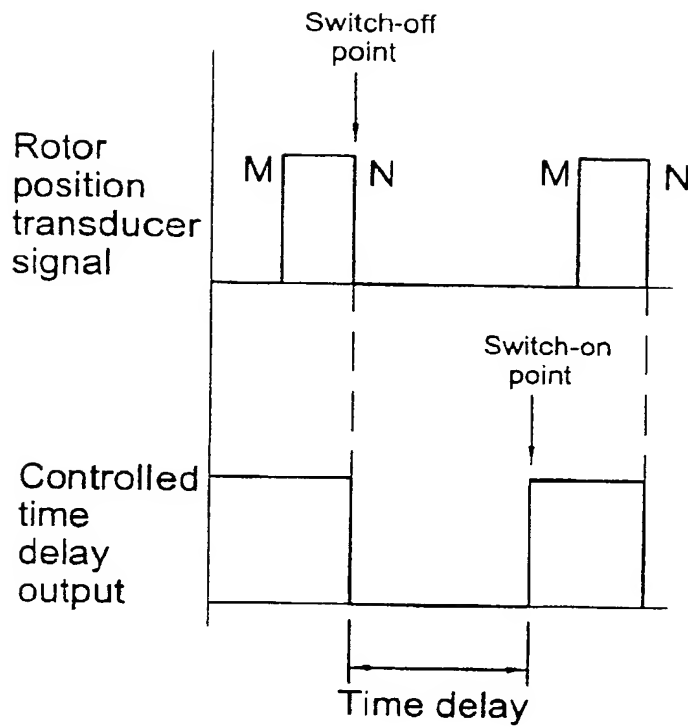 Switch-off
point
Rotor
position
transducer
signal
M
N
M
N
Switch-on
point
Controlled
time
delay
output
Time delay